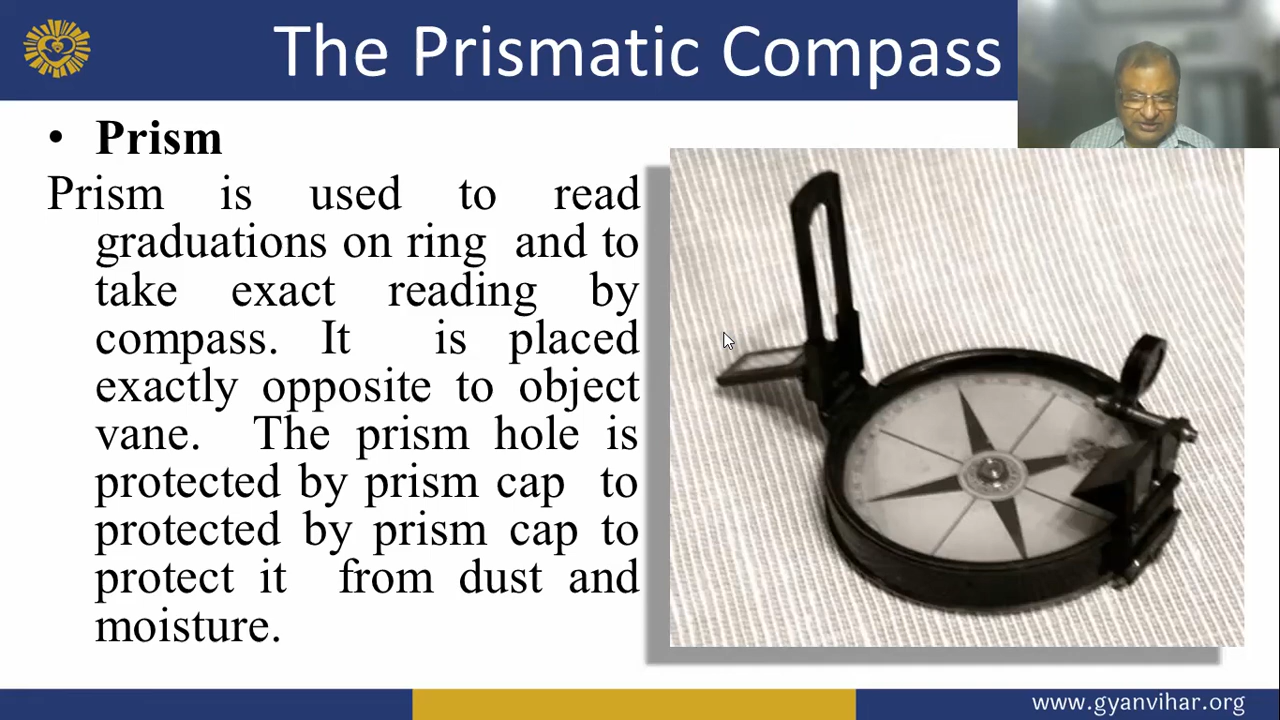 The Prismatic Compass
• Prism
Prism is used to read
graduations on ring and to
take exact reading by
compass. It is placed
exactly opposite to object
vane. The prism hole is
protected by prism cap to
protected by prism cap to
protect it from dust and
moisture.
www.gyanvihar.org